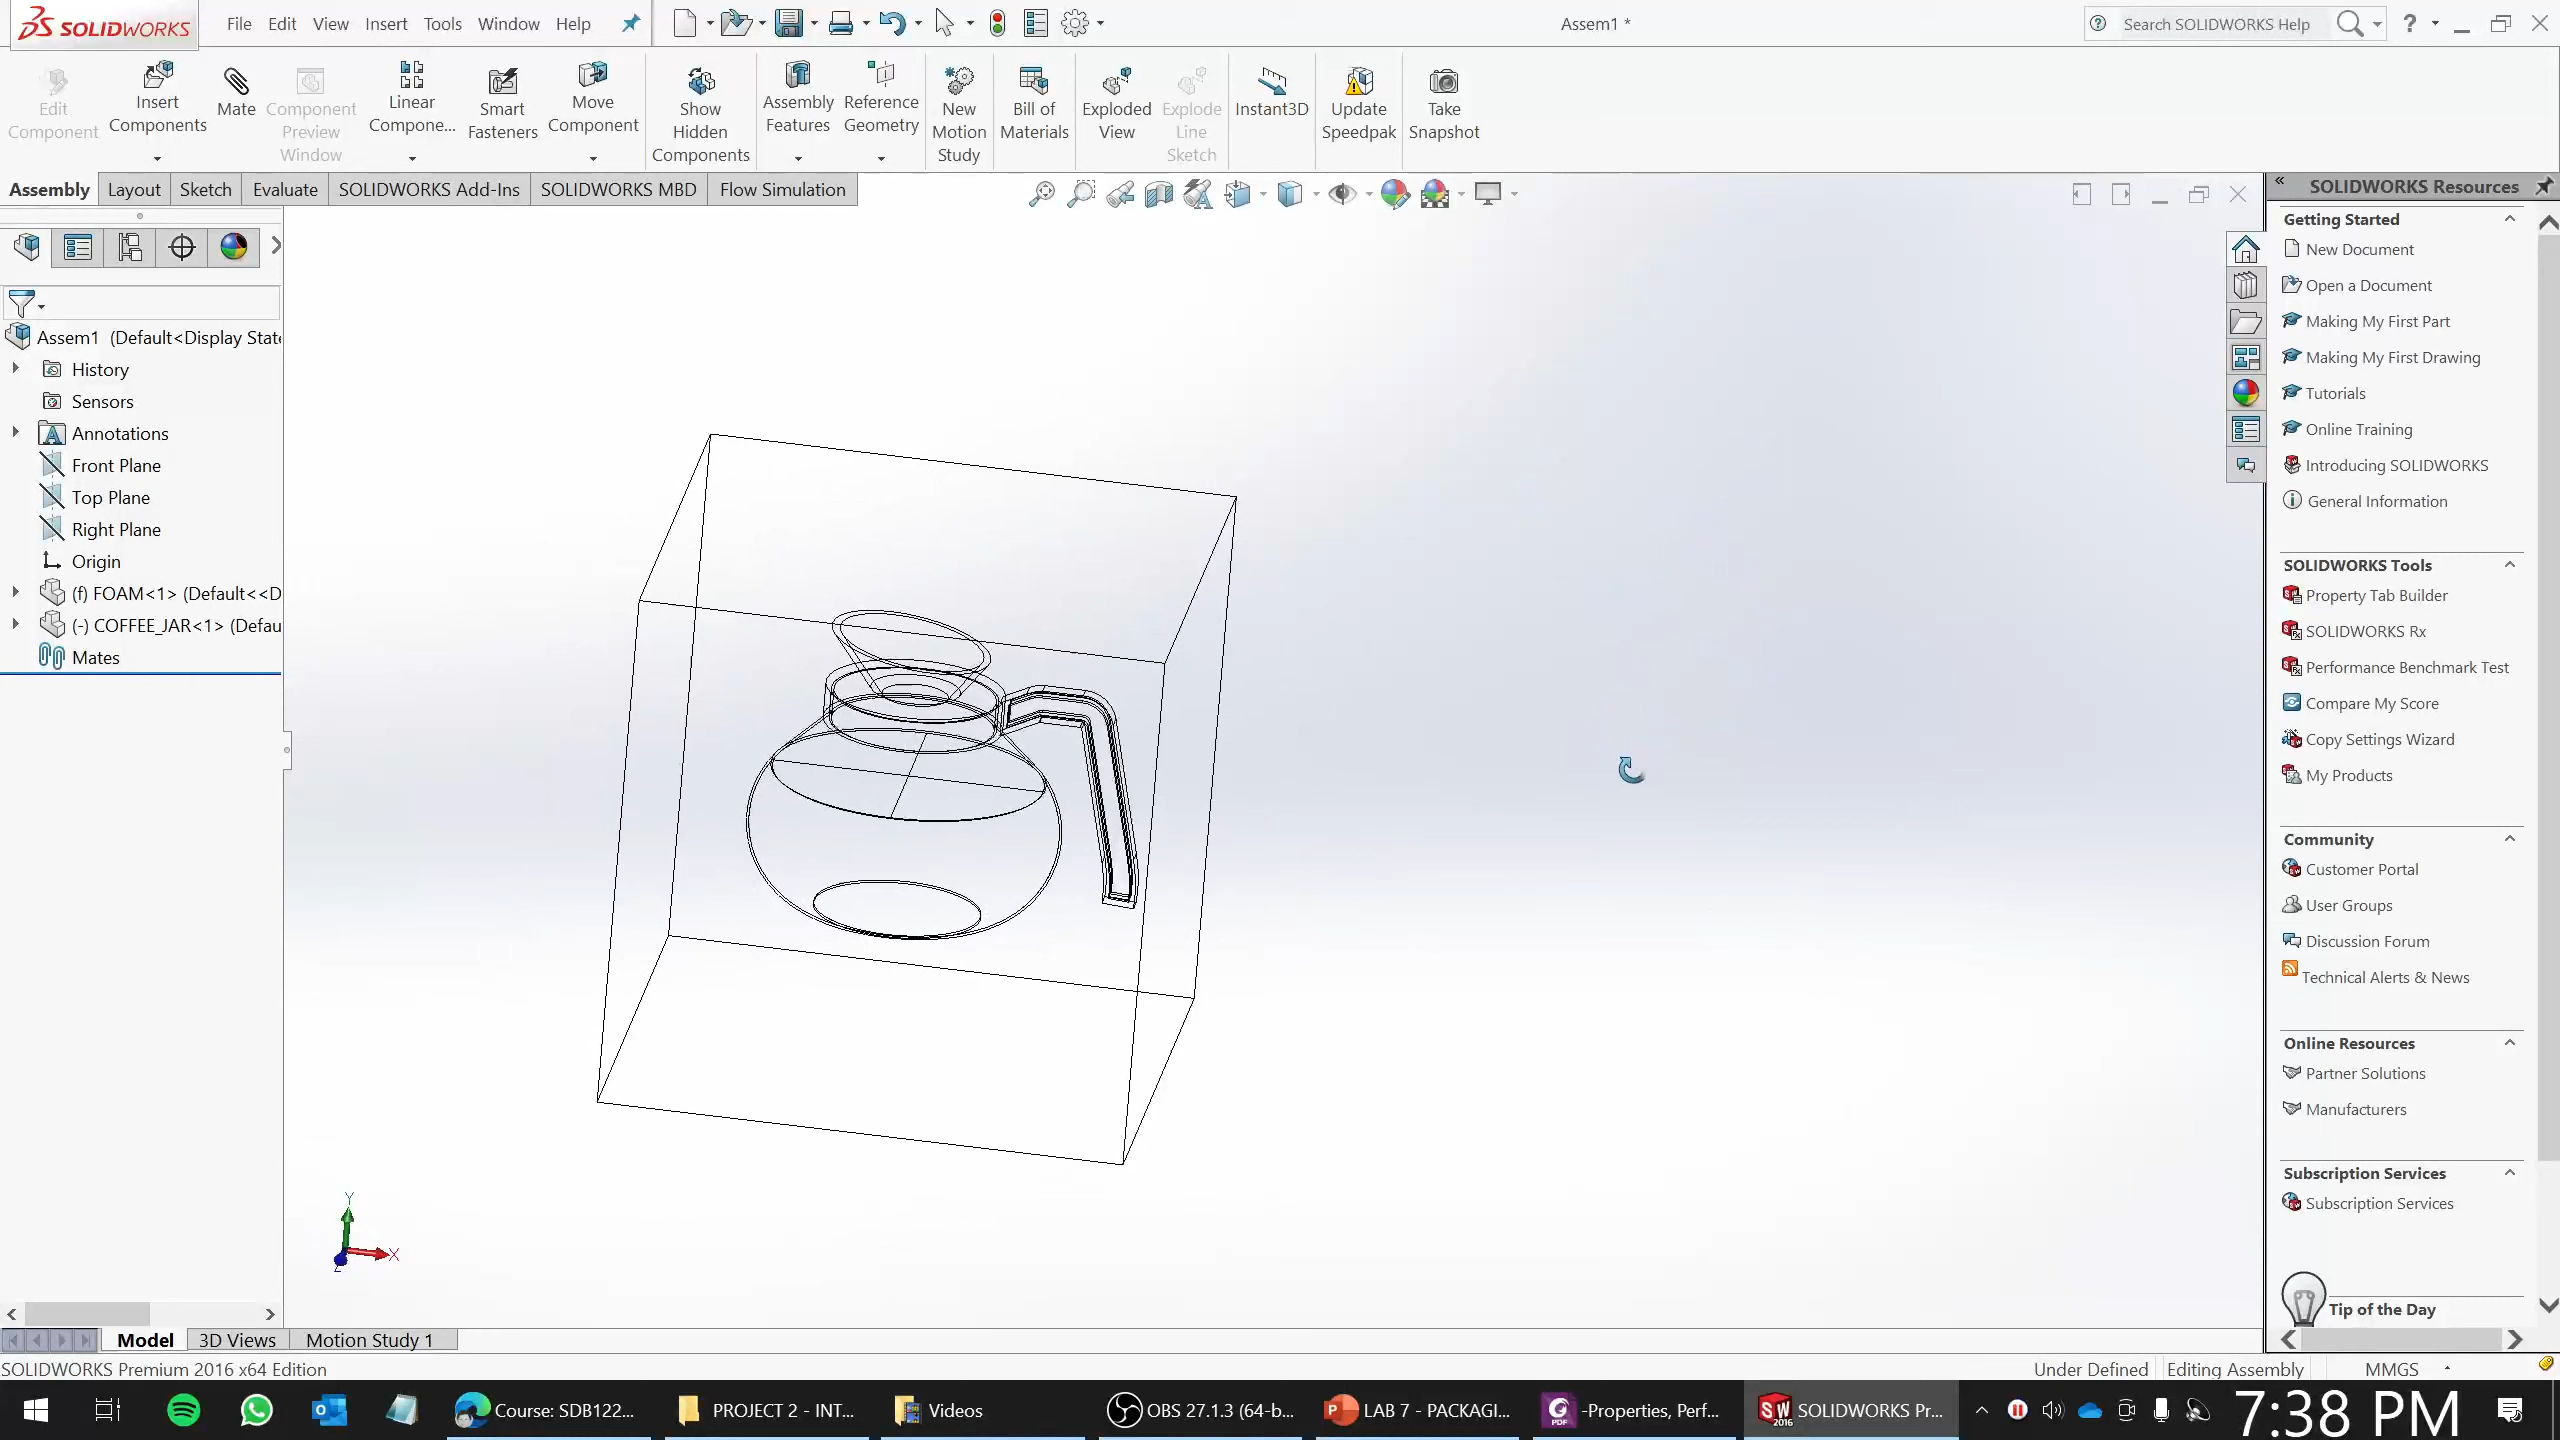 SOLIDWORKS
File Edit View Insert Tools Window Help
Assem1 *
Search SOLIDWORKS Help
Edit Component
Insert Components
Mate
Component Preview Window
Linear Compone...
Smart Fasteners
Move Component
Show Hidden Components
Assembly Features
Reference Geometry
New Motion Study
Bill of Materials
Exploded View
Explode Line Sketch
Instant3D
Update Speedpak
Take Snapshot
Assembly Layout Sketch Evaluate SOLIDWORKS Add-Ins SOLIDWORKS MBD Flow Simulation
Assem1 (Default<Display State
History
Sensors
Annotations
Front Plane
Top Plane
Right Plane
Origin
(f) FOAM<1> (Default<<D
(-) COFFEE_JAR<1> (Defau
Mates
Y
X
Z
SOLIDWORKS Resources
Getting Started
New Document
Open a Document
Making My First Part
Making My First Drawing
Tutorials
Online Training
Introducing SOLIDWORKS
General Information
SOLIDWORKS Tools
Property Tab Builder
SOLIDWORKS Rx
Performance Benchmark Test
Compare My Score
Copy Settings Wizard
My Products
Community
Customer Portal
User Groups
Discussion Forum
Technical Alerts & News
Online Resources
Partner Solutions
Manufacturers
Subscription Services
Subscription Services
Tip of the Day
Model 3D Views Motion Study 1
SOLIDWORKS Premium 2016 x64 Edition
Under Defined Editing Assembly MMGS
Course: SDB122...
PROJECT 2 - INT...
Videos
OBS 27.1.3 (64-b...
LAB 7 - PACKAGI...
-Properties, Perf...
SOLIDWORKS Pr...
7:38 PM